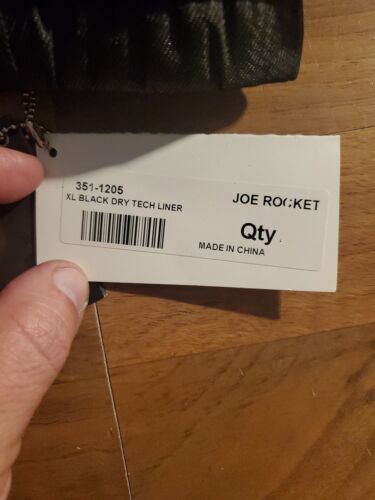 351-1205
XL BLACK DRY TECH LINER
JOE ROCKET
Qty
MADE IN CHINA